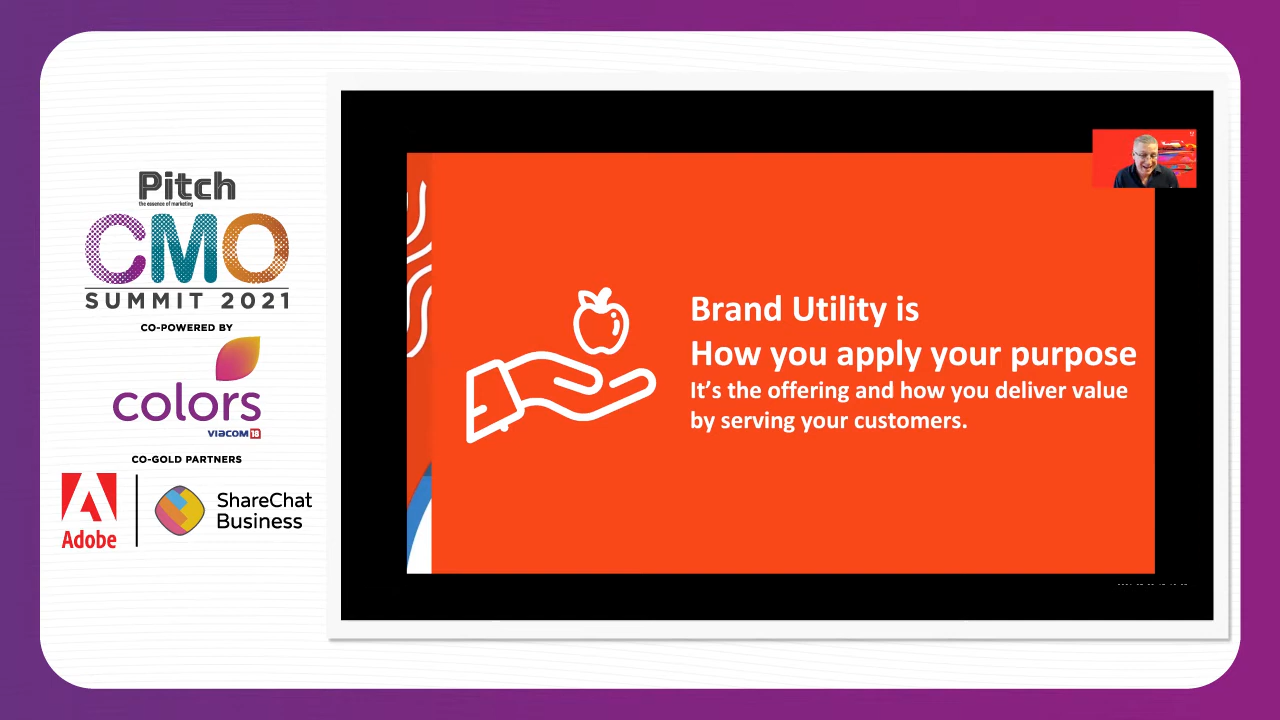 Pitch
the essence of marketing
CMO
SUMMIT 2021
CO-POWERED BY
colors
VIACOM 18
CO-GOLD PARTNERS
Adobe
ShareChat
Business
Brand Utility is
How you apply your purpose
It's the offering and how you deliver value
by serving your customers.